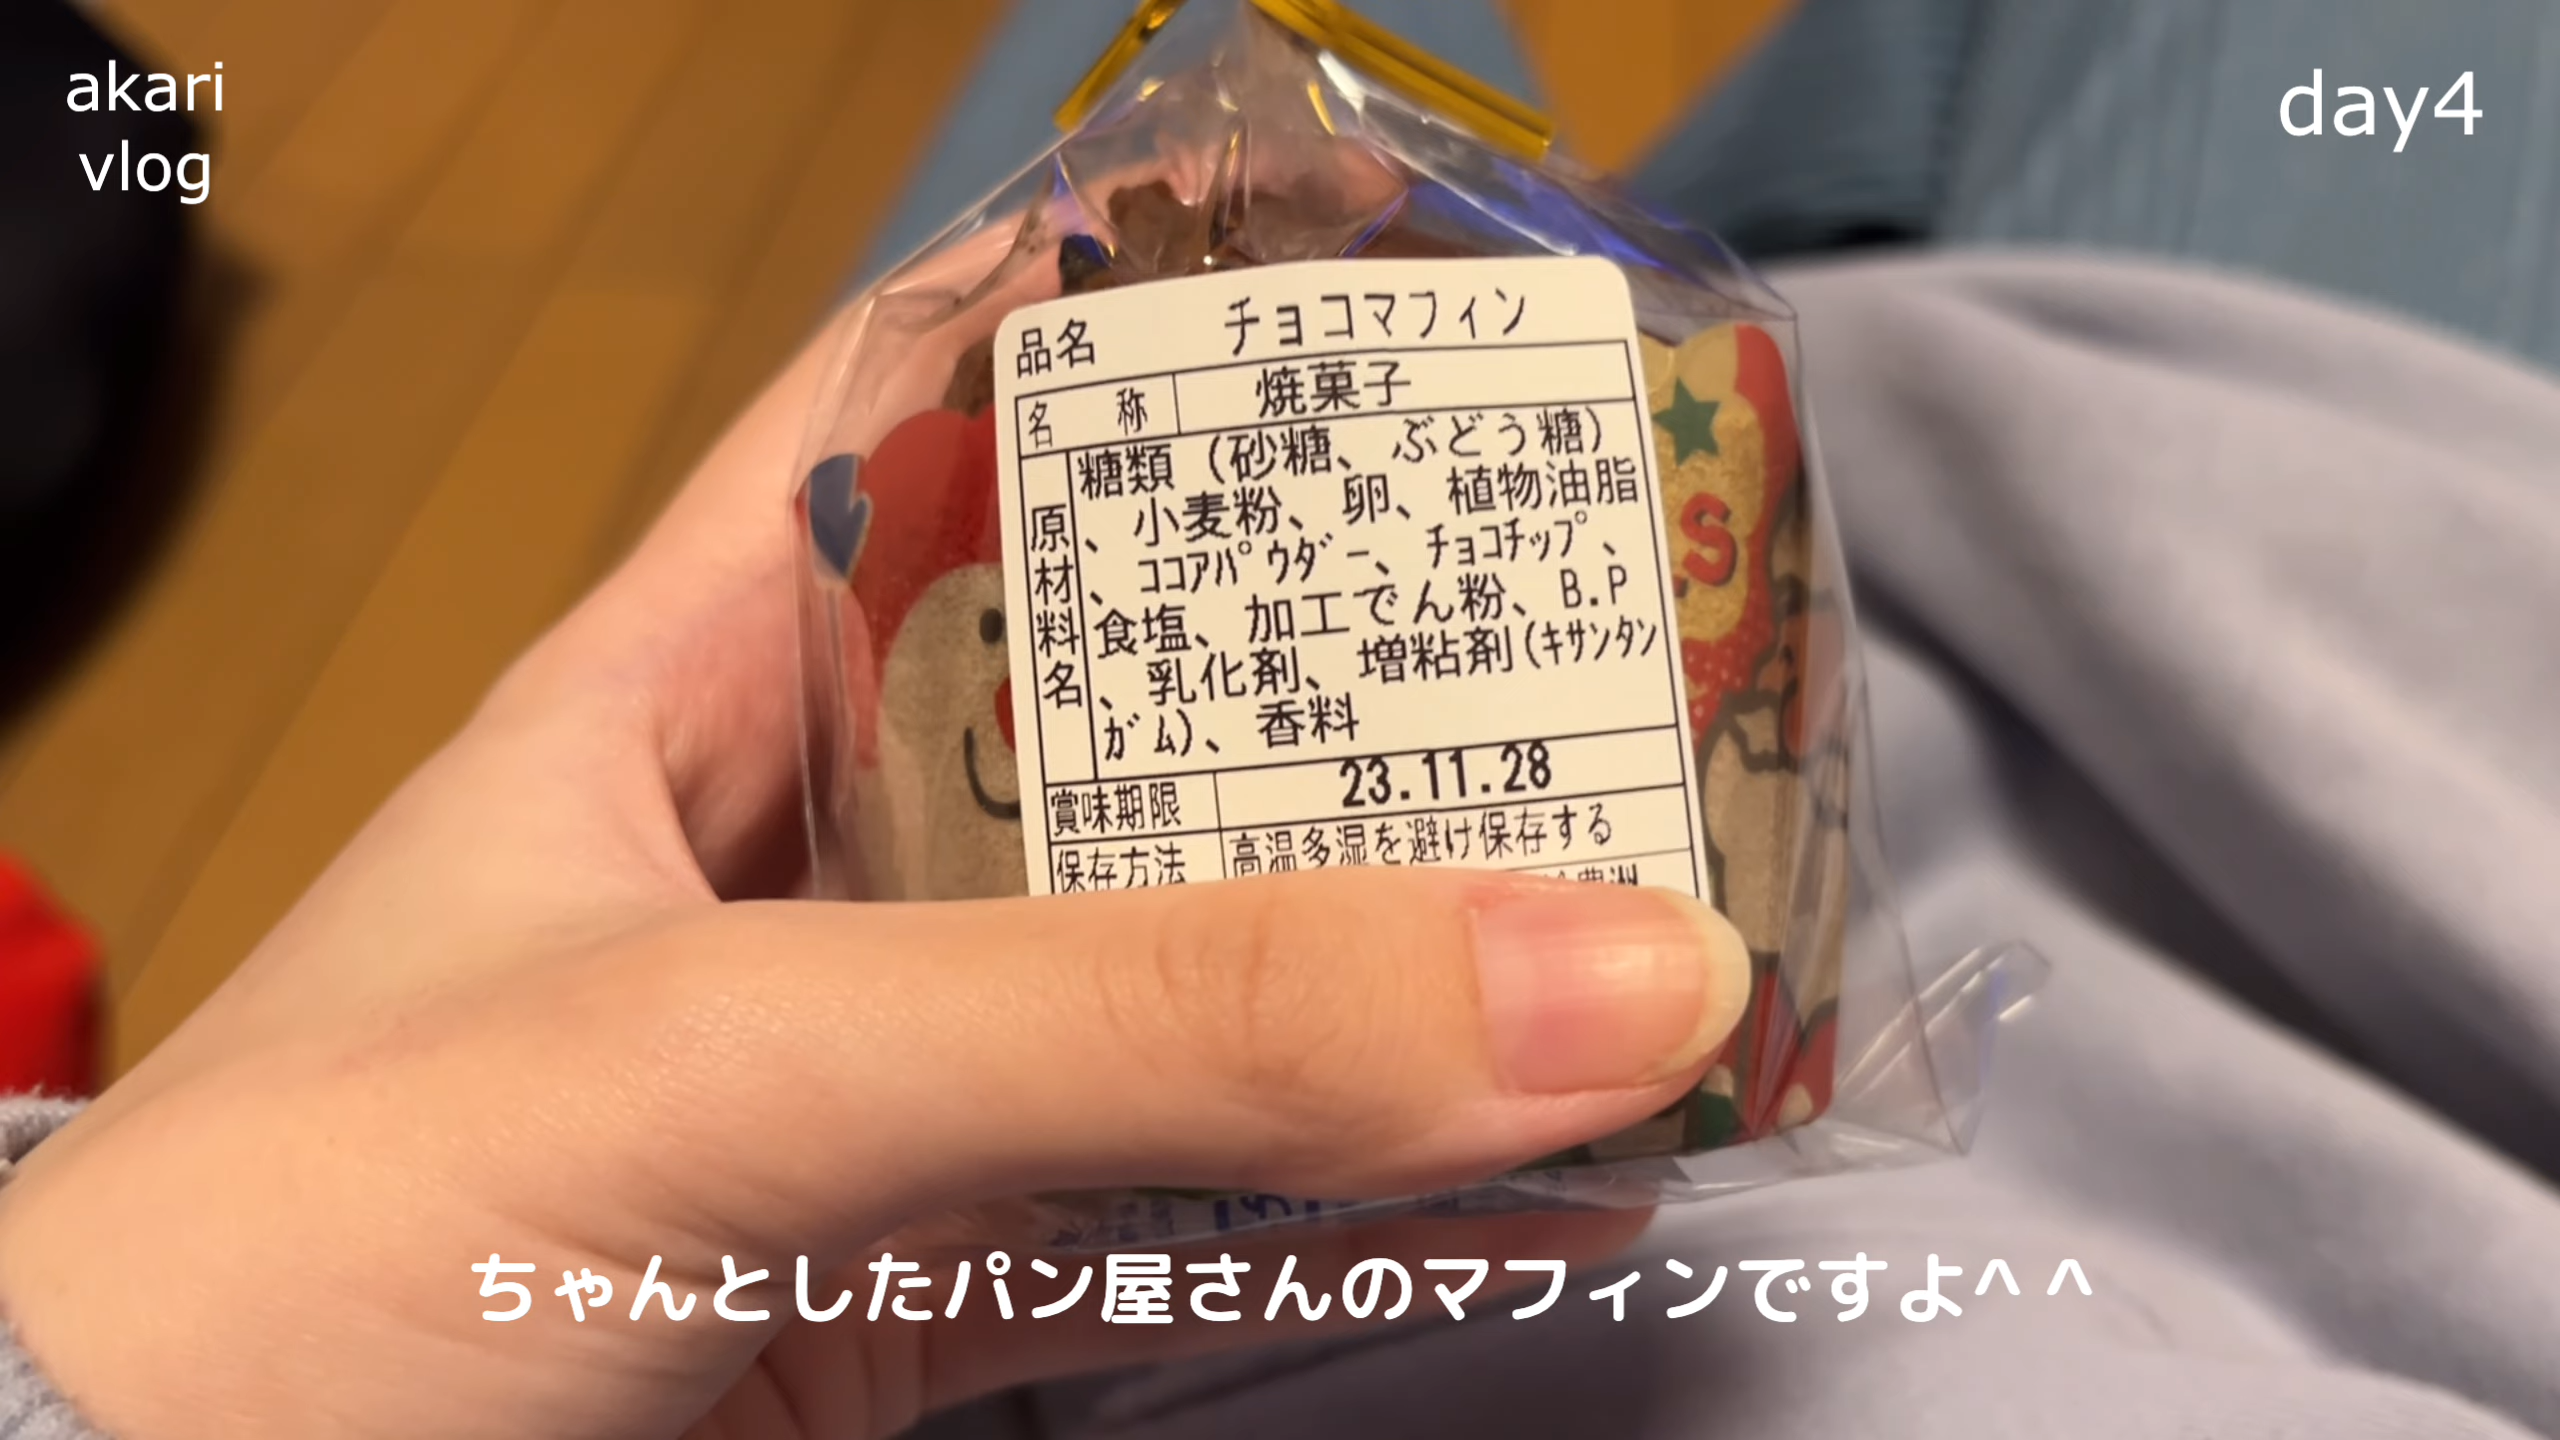 akari
vlog
day4
品名 チョコマフィン
名 称 焼菓子
原材料名 糖類(砂糖、ぶどう糖)
、小麦粉、卵、植物油脂
、ココアパウダー、チョコチップ、
食塩、加工でん粉、B.P
、乳化剤、増粘剤(キサンタン
ガム)、香料
賞味期限 23.11.28
保存方法 高温多湿を避け保存する
豊洲
S
ちゃんとしたパン屋さんのマフィンですよ^ ^